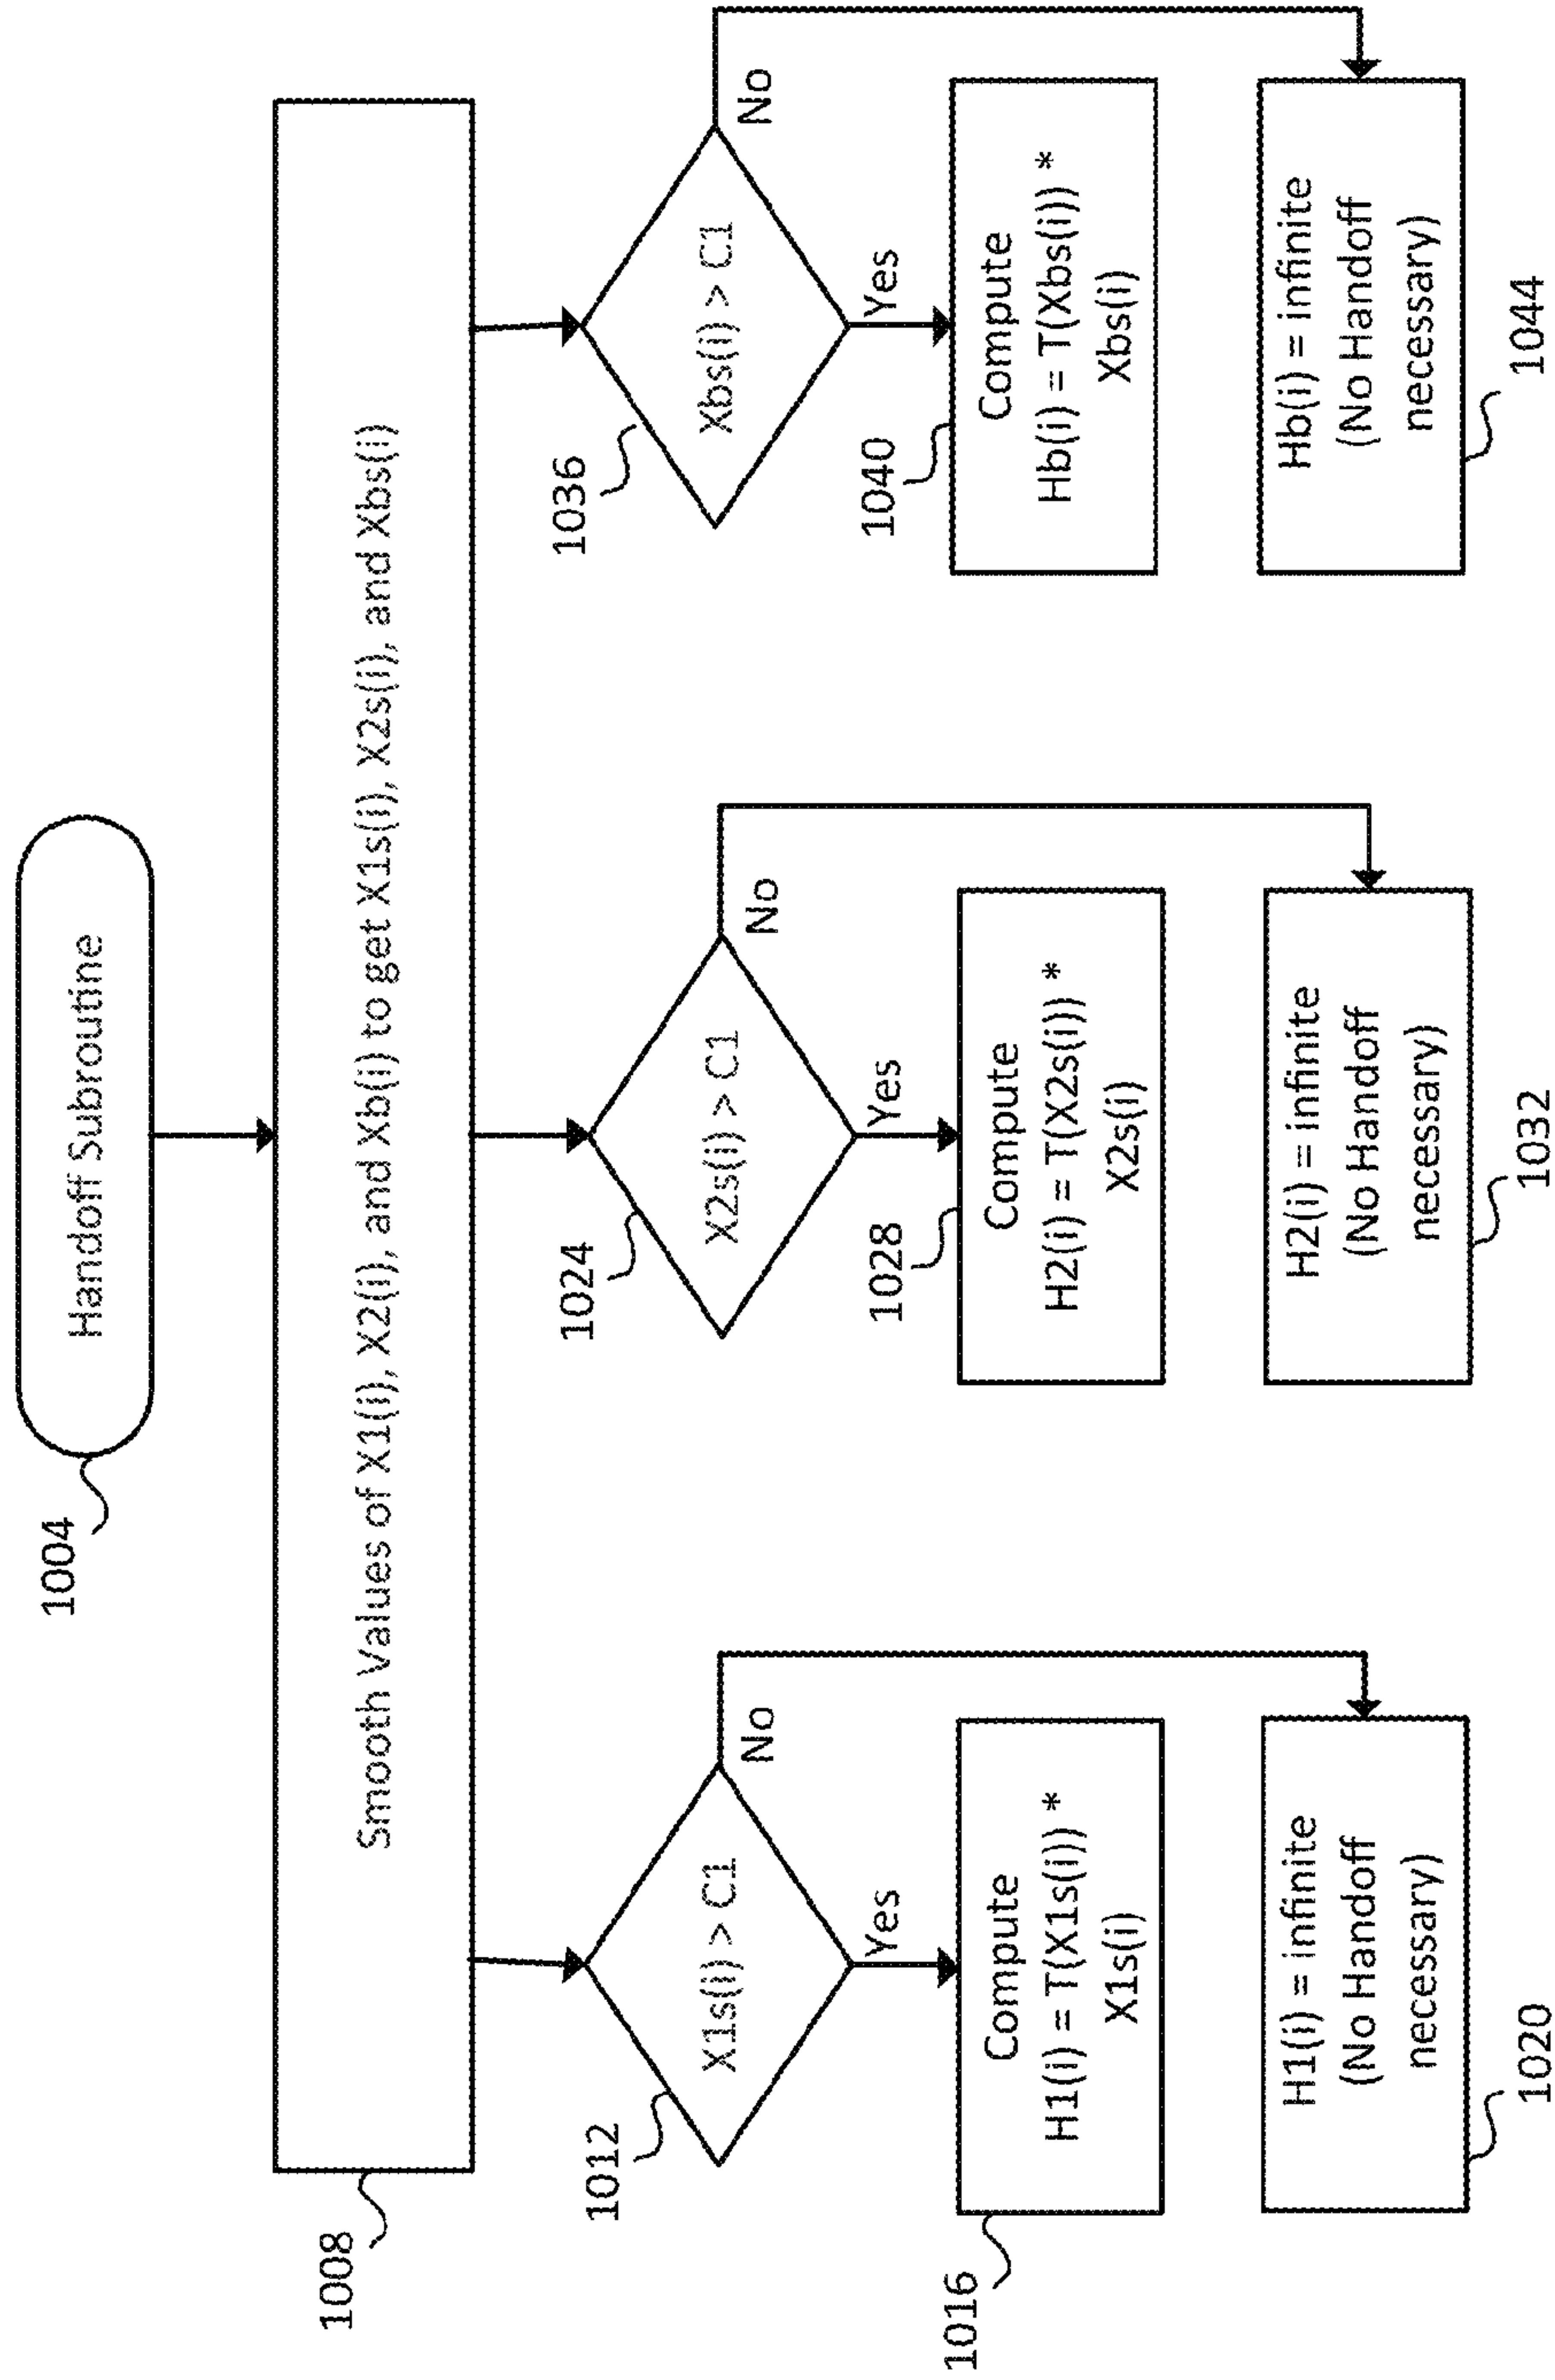 Handoff Subroutine
1004
Smooth Values of X1(i), X2(i), and Xb(i) to get X1s(i), X2s(i), and Xbs(i)
1008
1012
X1s(i) > C1
No
Yes
1016
Compute
H1(i) = T(X1s(i)) *
X1s(i)
H1(i) = infinite
(No Handoff
necessary)
1020
1024
X2s(i) > C1
No
Yes
1028
Compute
H2(i) = T(X2s(i)) *
X2s(i)
H2(i) = infinite
(No Handoff
necessary)
1032
1036
Xbs(i) > C1
No
Yes
1040
Compute
Hb(i) = T(Xbs(i)) *
Xbs(i)
Hb(i) = infinite
(No Handoff
necessary)
1044